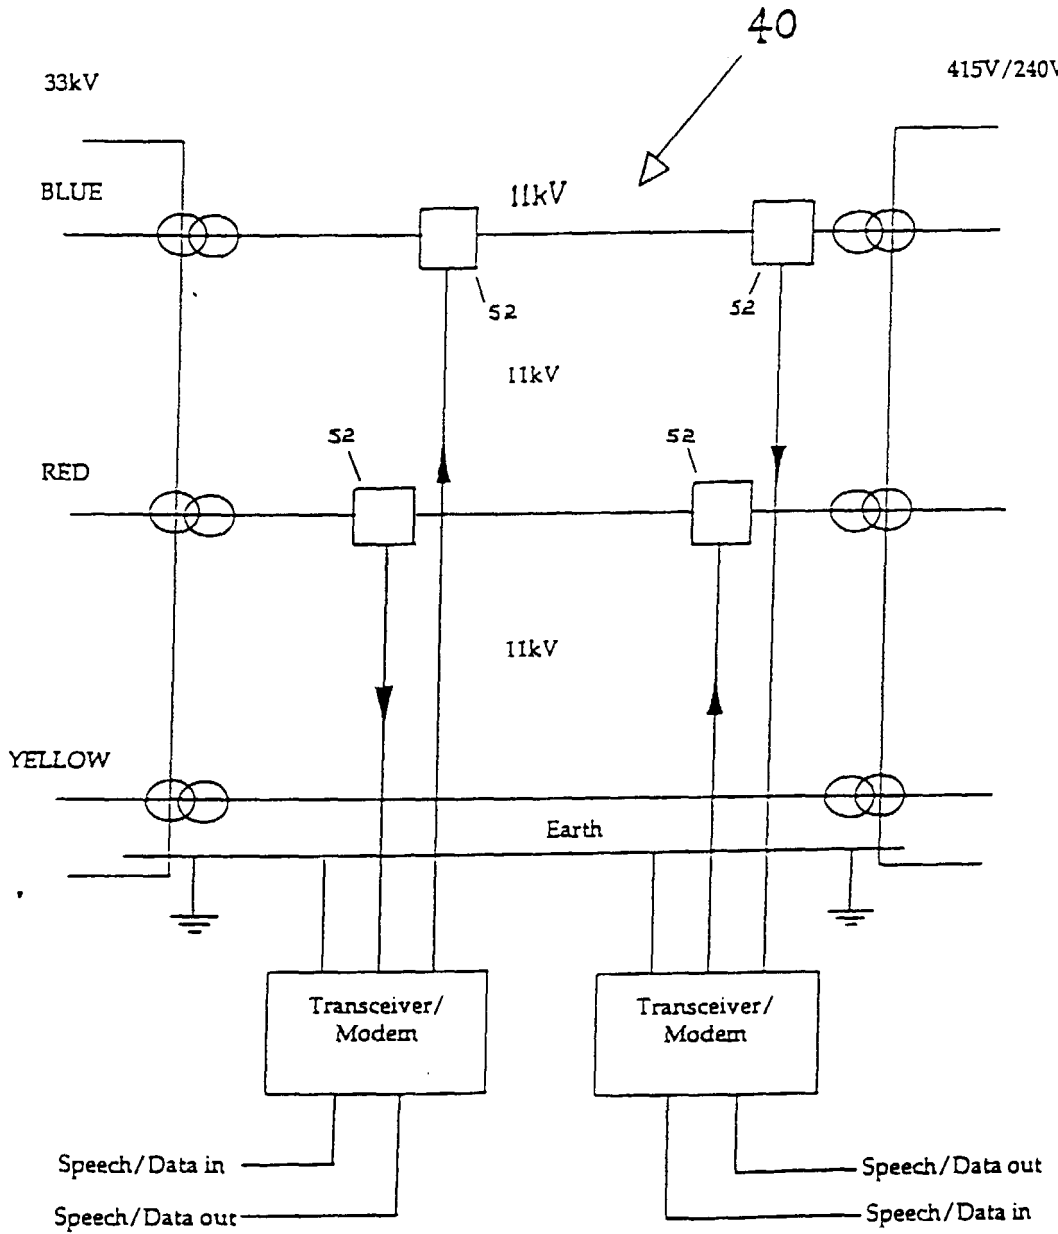 40
33kV
415V/240V
BLUE
11kV
52
52
11kV
52
52
RED
11kV
YELLOW
Earth
Transceiver/
Modem
Transceiver/
Modem
Speech/Data in
Speech/Data out
Speech/Data out
Speech/Data in